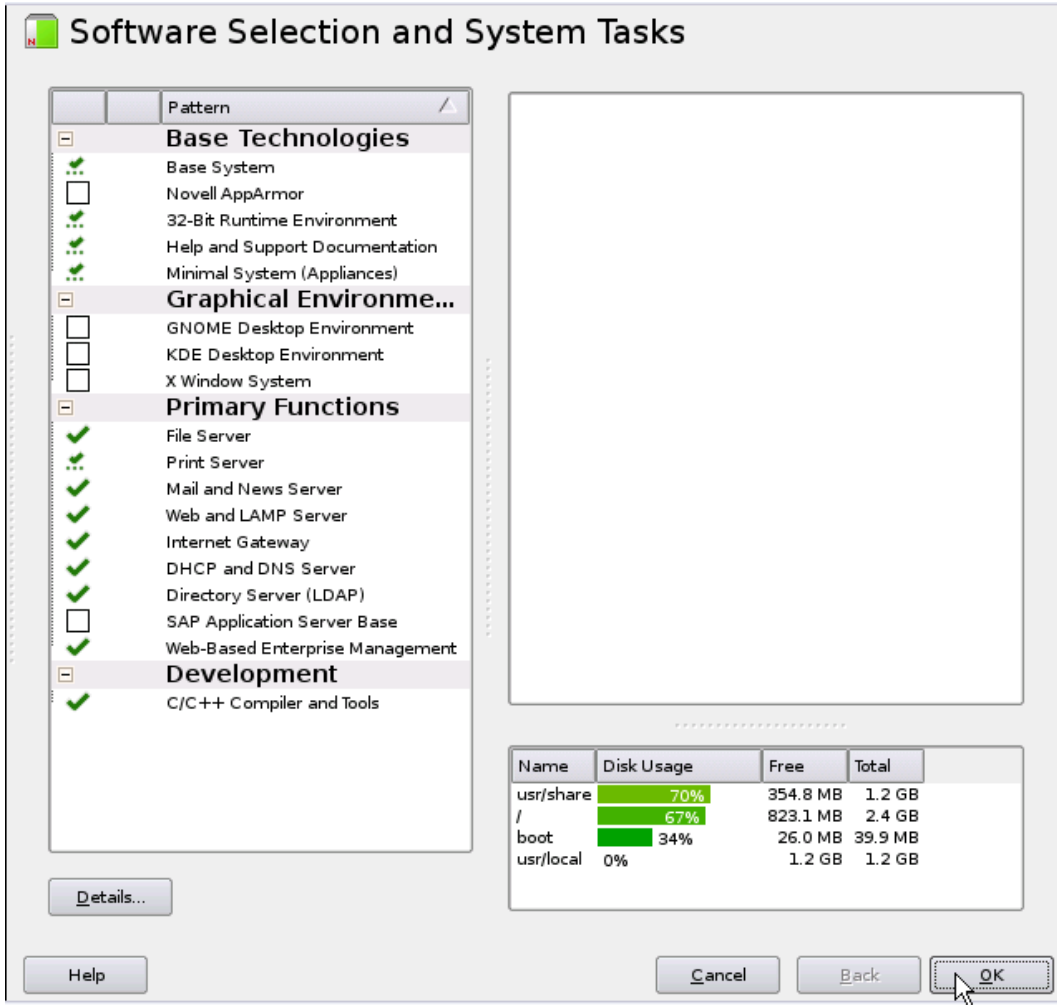 Software Selection and System Tasks
Pattern
Base Technologies
Base System
Novell AppArmor
32-Bit Runtime Environment
Help and Support Documentation
Minimal System (Appliances)
Graphical Environme...
GNOME Desktop Environment
KDE Desktop Environment
X Window System
Primary Functions
File Server
Print Server
Mail and News Server
Web and LAMP Server
Internet Gateway
DHCP and DNS Server
Directory Server (LDAP)
SAP Application Server Base
Web-Based Enterprise Management
Development
C/C++ Compiler and Tools
Name Disk Usage Free Total
usr/share 70% 354.8 MB 1.2 GB
/ 67% 823.1 MB 2.4 GB
boot 34% 26.0 MB 39.9 MB
usr/local 0% 1.2 GB 1.2 GB
Details...
Help Cancel Back OK
N